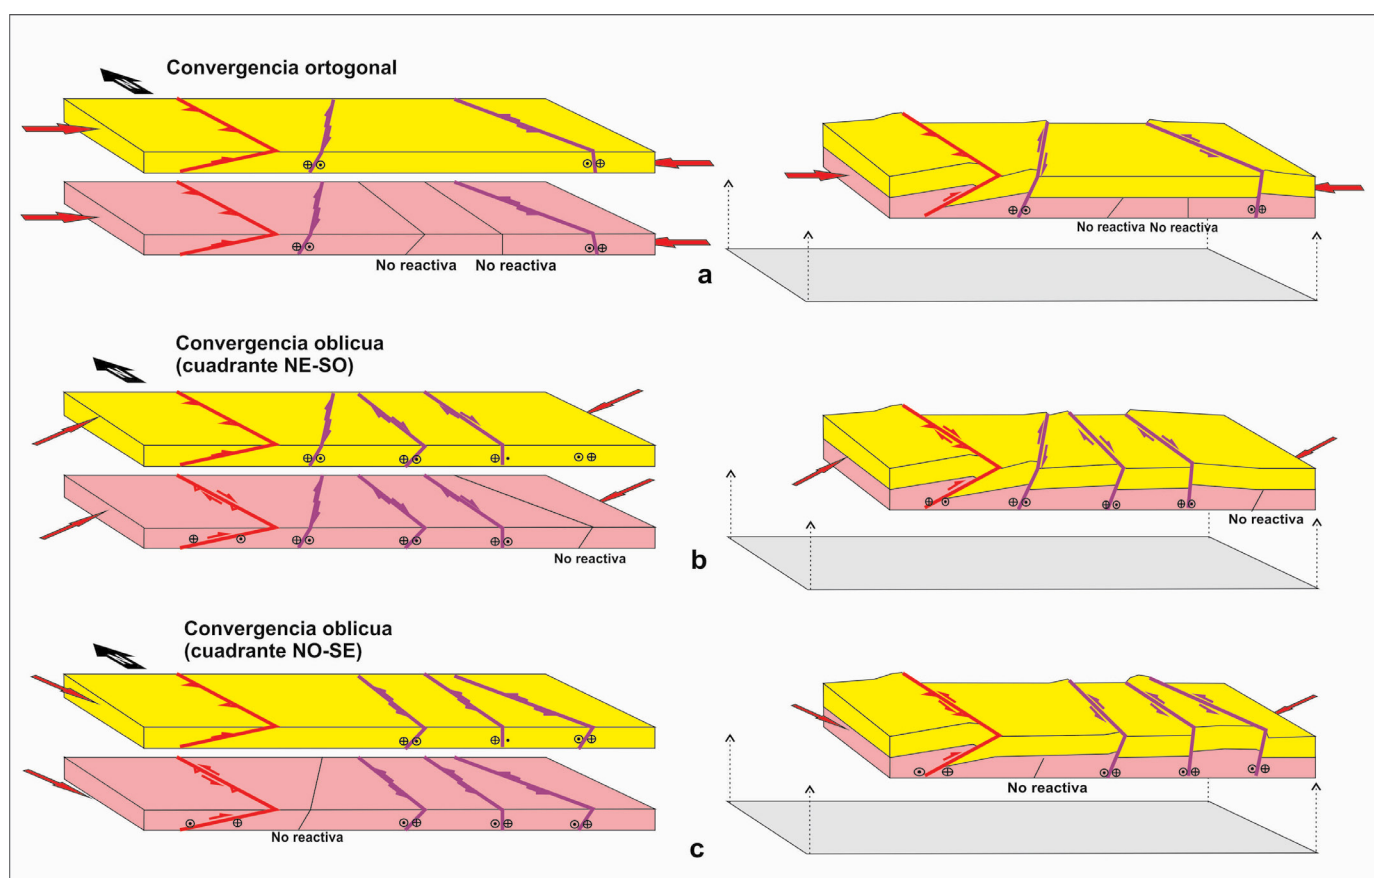 Convergencia ortogonal
No reactiva
No reactiva
No reactiva
No reactiva
a
Convergencia oblicua
(cuadrante NE-SO)
No reactiva
No reactiva
b
Convergencia oblicua
(cuadrante NO-SE)
No reactiva
No reactiva
c